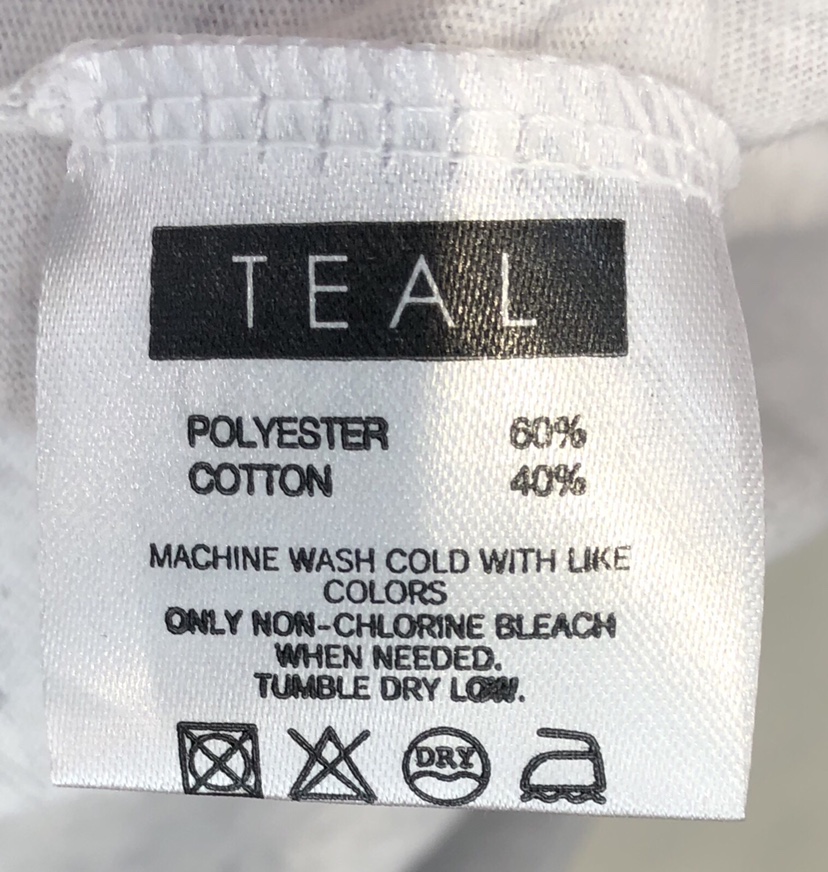 TEAL
POLYESTER 60%
COTTON 40%
MACHINE WASH COLD WITH LIKE
COLORS
ONLY NON-CHLORINE BLEACH
WHEN NEEDED.
TUMBLE DRY LOW.
DRY